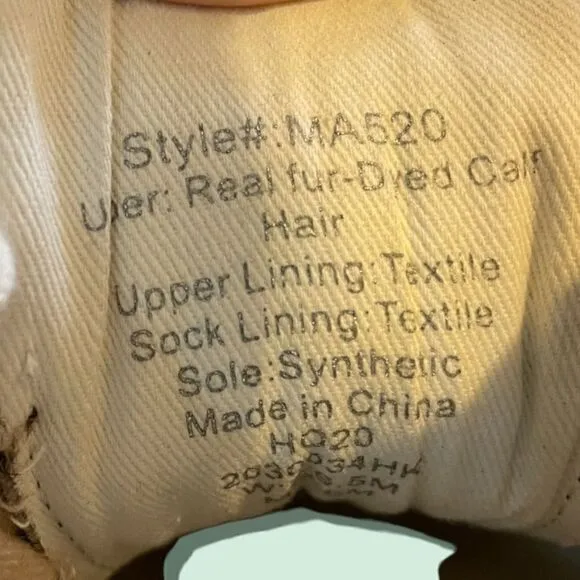 Style#:MA520
Real fur-Dyed Calf
Hair
Upper Lining:Textile
Sock Lining:Textile
Sole:Synthetic
Made in China
HQ20